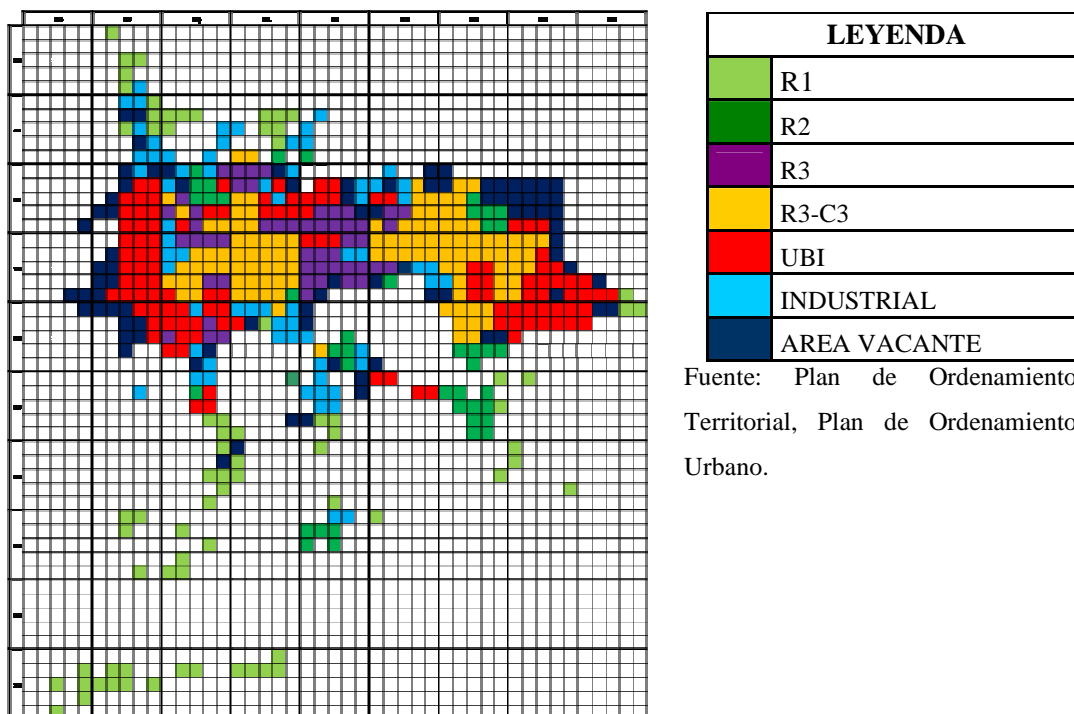 LEYENDA
R1
R2
R3
R3-C3
UBI
INDUSTRIAL
AREA VACANTE
Fuente: Plan de Ordenamiento
Territorial, Plan de Ordenamiento
Urbano.